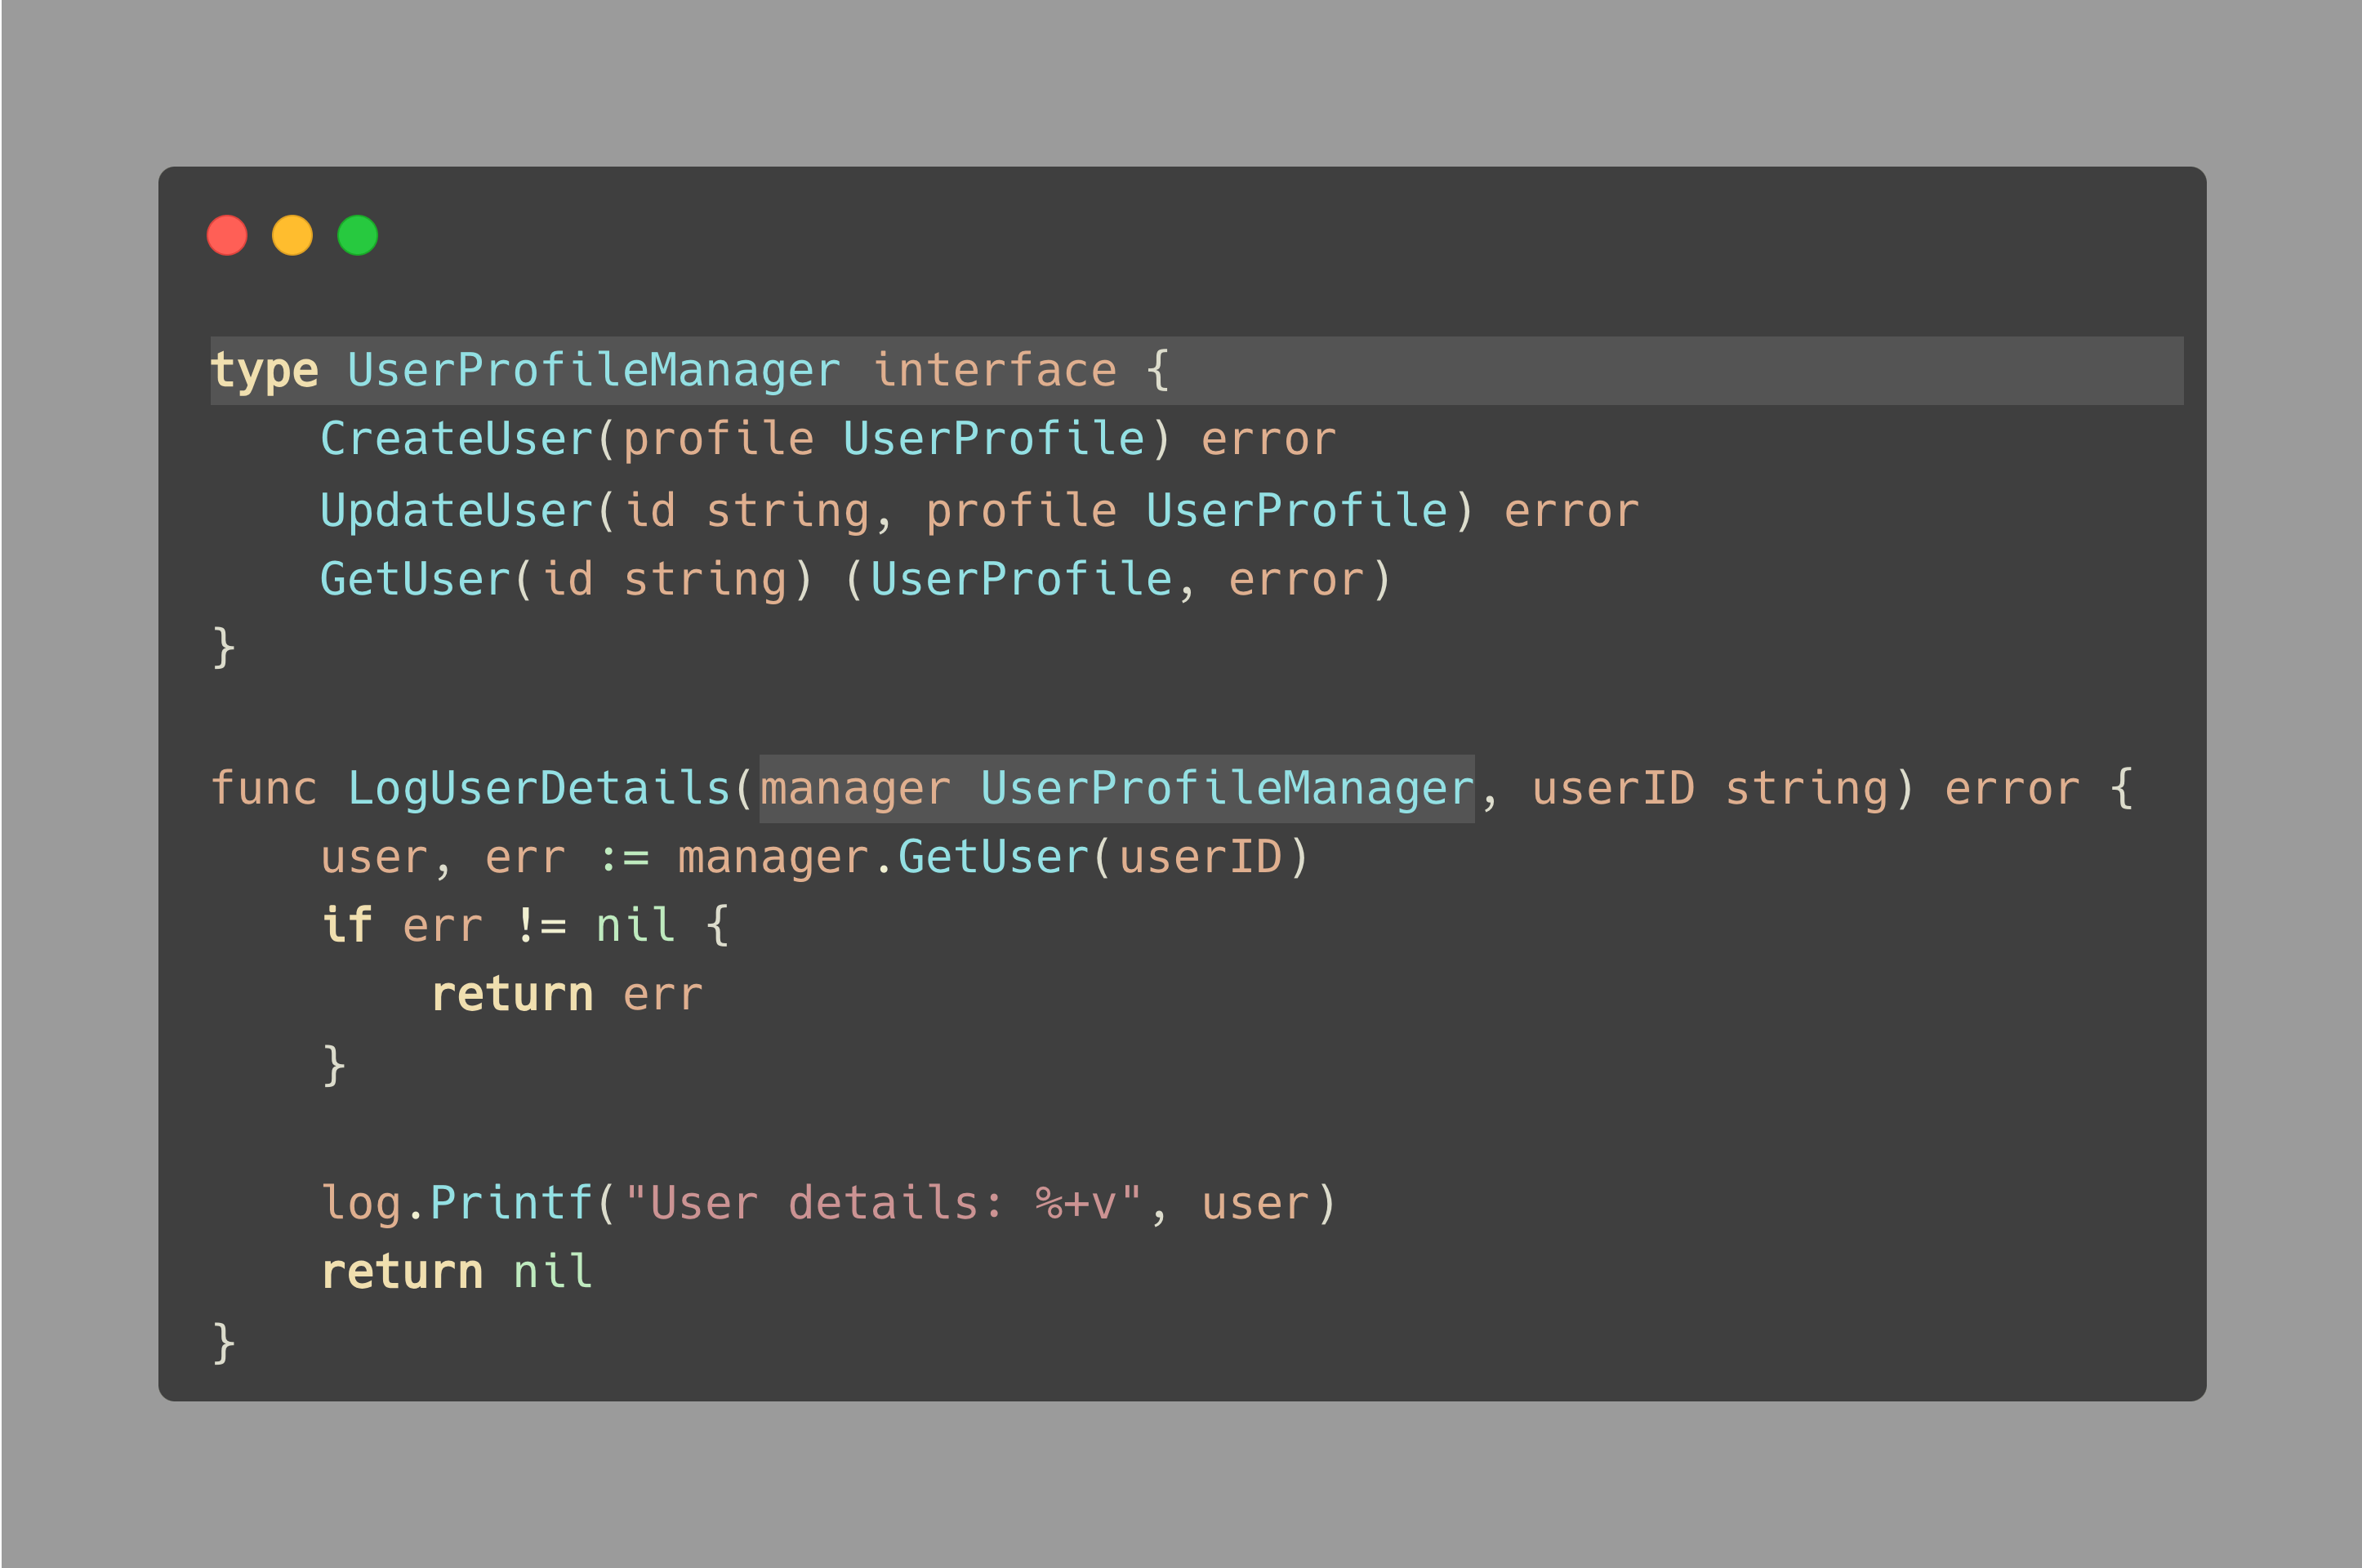 type UserProfileManager interface {
    CreateUser(profile UserProfile) error
    UpdateUser(id string, profile UserProfile) error
    GetUser(id string) (UserProfile, error)
}

func LogUserDetails(manager UserProfileManager, userID string) error {
    user, err := manager.GetUser(userID)
    if err != nil {
        return err
    }

    log.Printf("User details: %+v", user)
    return nil
}